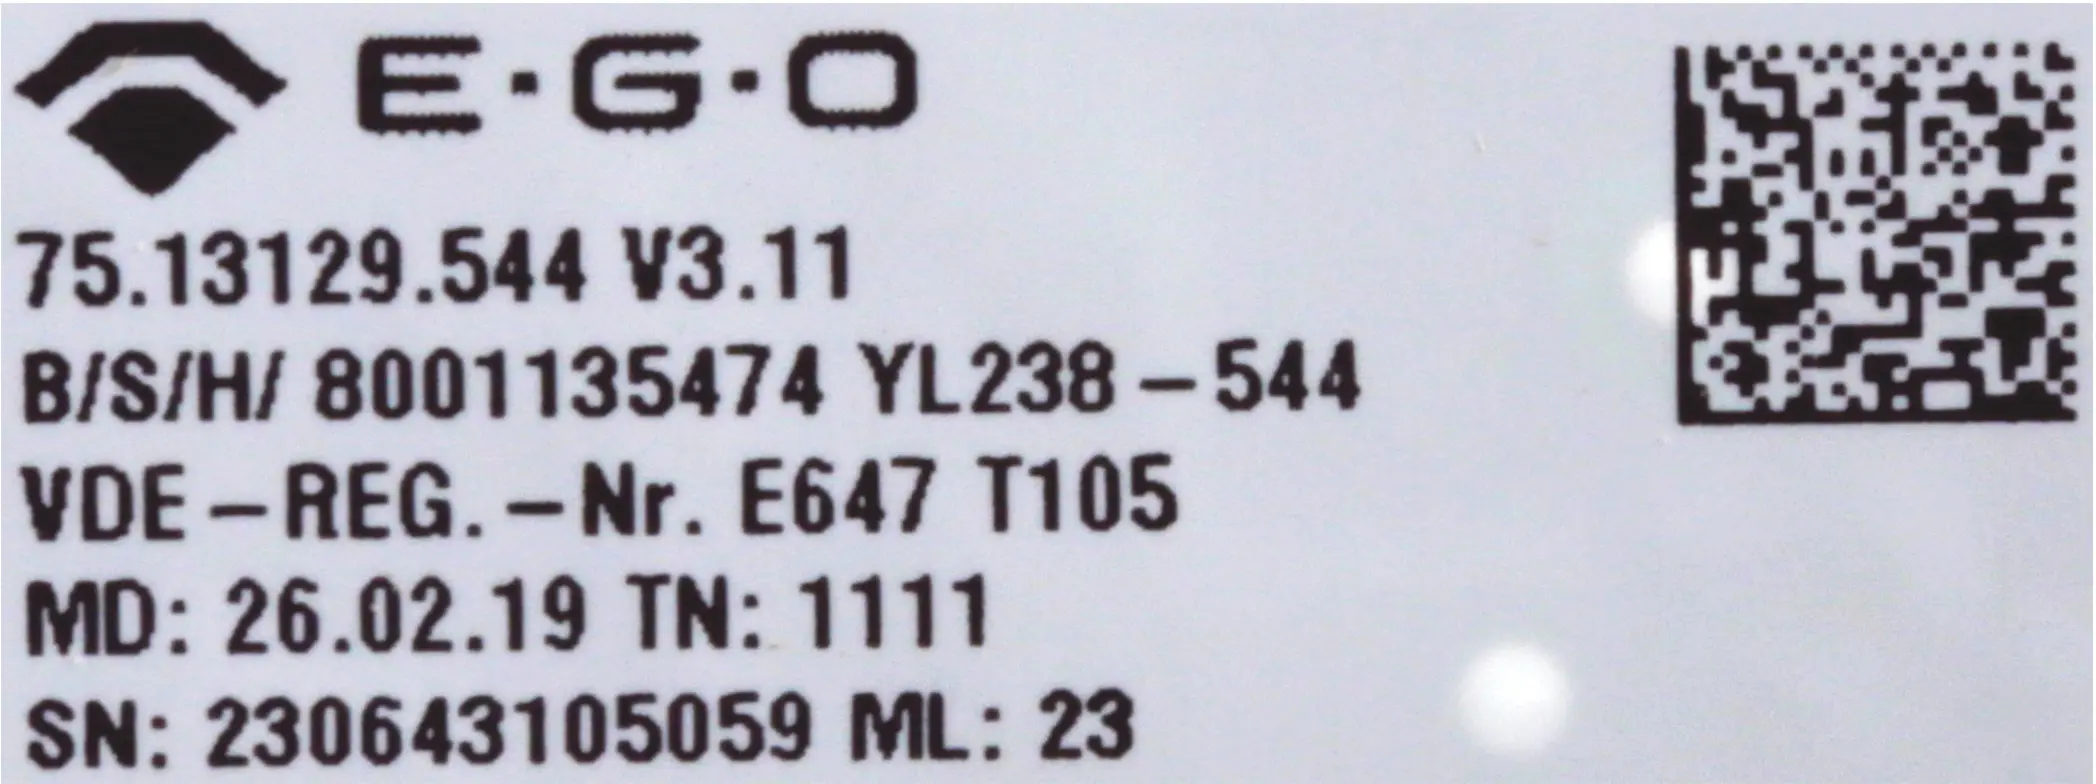 E·G·O
75.13129.544 V3.11
B/S/H/ 8001135474 YL238-544
VDE-REG.-Nr. E647 T105
MD: 26.02.19 TN: 1111
SN: 230643105059 ML: 23